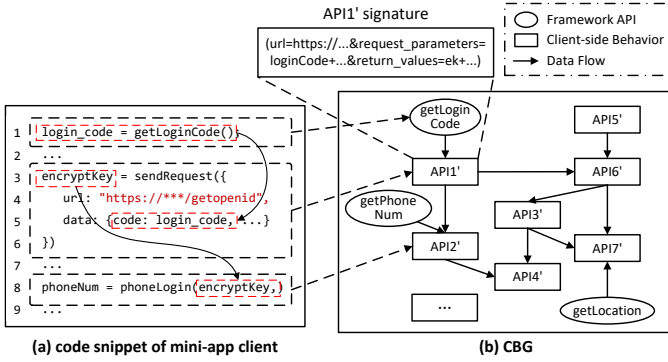 API1' signature
(url=https://...&request_parameters=
loginCode+...&return_values=ek+...)
Framework API
Client-side Behavior
Data Flow
1 login_code = getLoginCode();
2 ...
3 encryptKey = sendRequest({
4 url: "https://***/getopenid",
5 data: {code: login_code, ...}
6 })
7 ...
8 phoneNum = phoneLogin(encryptKey,)
9 ...
(a) code snippet of mini-app client
getLogin
Code
API5'
API1'
API6'
getPhone
Num
API3'
API2'
API7'
API4'
...
getLocation
(b) CBG